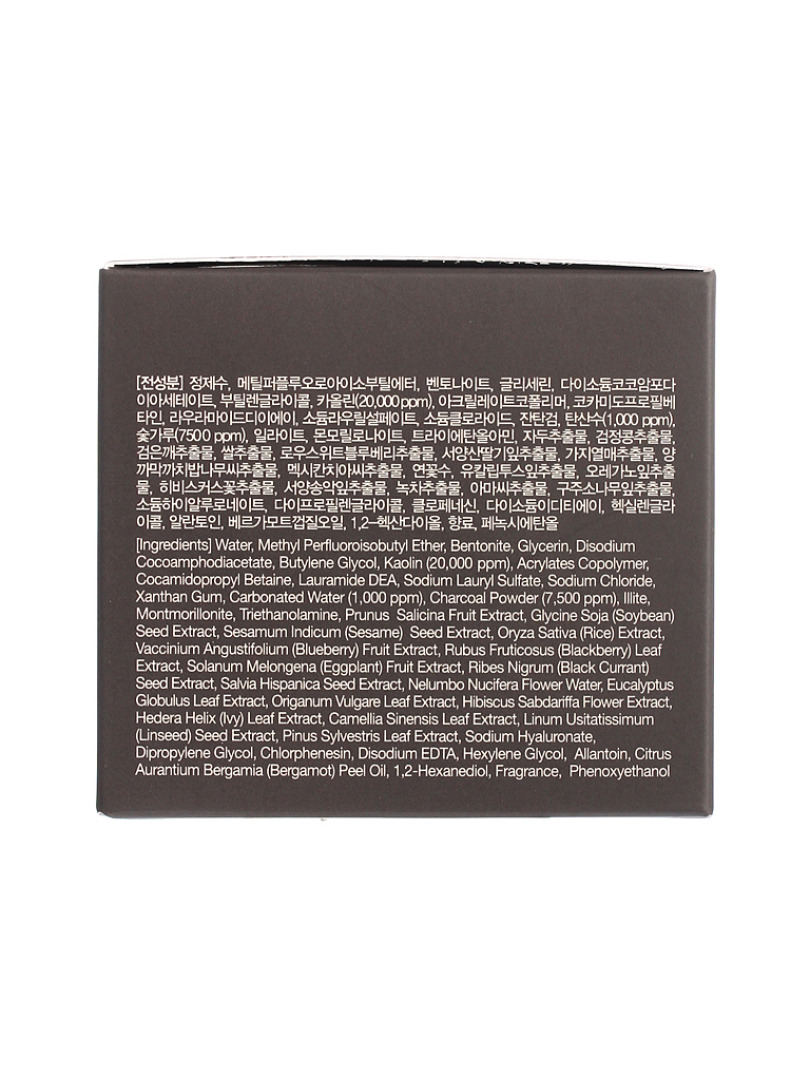 [전성분] 정제수, 메틸퍼플루오로아이소부틸에터, 벤토나이트, 글리세린, 다이소듐코코암포다
이아세테이트, 부틸렌글라이콜, 카올린(20,000ppm), 아크릴레이트코폴리머, 코카미도프로필베
타인, 라우라마이드디이에이, 소듐라우릴설페이트, 소듐클로라이드, 잔탄검, 탄산수(1,000 ppm),
숯가루(7500 ppm), 일라이트, 몬모릴로나이트, 트라이에탄올아민, 자두추출물, 검정콩추출물,
검은깨추출물, 쌀추출물, 로우스위트블루베리추출물, 서양산딸기잎추출물, 가지열매추출물, 양
까막까치밥나무씨추출물, 멕시칸치아씨추출물, 연꽃수, 유칼립투스잎추출물, 오레가노잎추출
물, 히비스커스꽃추출물, 서양송악잎추출물, 녹차추출물, 아마씨추출물, 구주소나무잎추출물,
소듐하이알루로네이트, 다이프로필렌글라이콜, 클로페네신, 다이소듐이디티에이, 헥실렌글라
이콜, 알란토인, 베르가모트껍질오일, 1,2-헥산다이올, 향료, 페녹시에탄올
[Ingredients] Water, Methyl Perfluoroisobutyl Ether, Bentonite, Glycerin, Disodium
Cocoamphodiacetate, Butylene Glycol, Kaolin (20,000 ppm), Acrylates Copolymer,
Cocamidopropyl Betaine, Lauramide DEA, Sodium Lauryl Sulfate, Sodium Chloride,
Xanthan Gum, Carbonated Water (1,000 ppm), Charcoal Powder (7,500 ppm), Illite,
Montmorillonite, Triethanolamine, Prunus Salicina Fruit Extract, Glycine Soja (Soybean)
Seed Extract, Sesamum Indicum (Sesame) Seed Extract, Oryza Sativa (Rice) Extract,
Vaccinium Angustifolium (Blueberry) Fruit Extract, Rubus Fruticosus (Blackberry) Leaf
Extract, Solanum Melongena (Eggplant) Fruit Extract, Ribes Nigrum (Black Currant)
Seed Extract, Salvia Hispanica Seed Extract, Nelumbo Nucifera Flower Water, Eucalyptus
Globulus Leaf Extract, Origanum Vulgare Leaf Extract, Hibiscus Sabdariffa Flower Extract,
Hedera Helix (Ivy) Leaf Extract, Camellia Sinensis Leaf Extract, Linum Usitatissimum
(Linseed) Seed Extract, Pinus Sylvestris Leaf Extract, Sodium Hyaluronate,
Dipropylene Glycol, Chlorphenesin, Disodium EDTA, Hexylene Glycol, Allantoin, Citrus
Aurantium Bergamia (Bergamot) Peel Oil, 1,2-Hexanediol, Fragrance, Phenoxyethanol